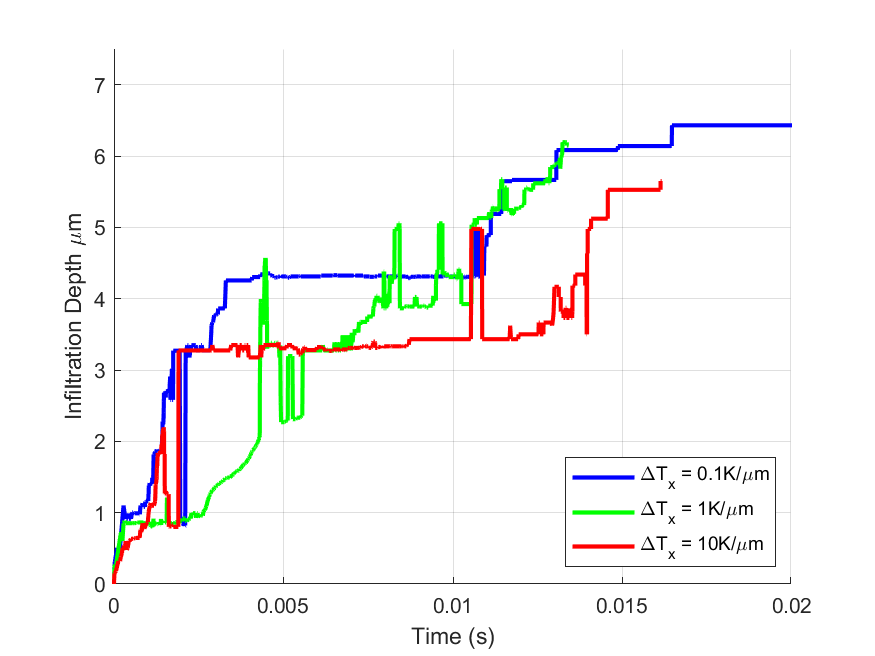 7
6
5
4
3
2
1
0
Infiltration Depth μm
0
0.005
0.01
0.015
0.02
Time (s)
ΔTx = 0.1K/μm
ΔTx = 1K/μm
ΔTx = 10K/μm